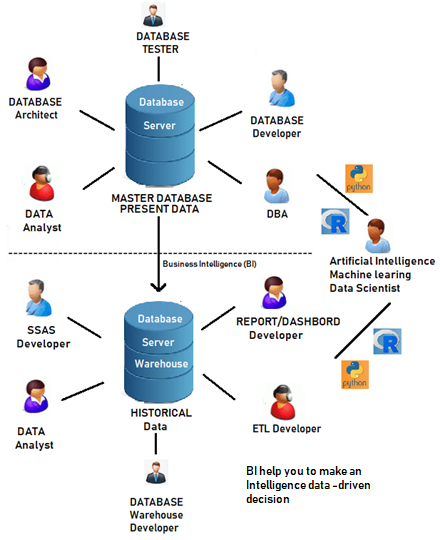 DATABASE
TESTER
DATABASE
Architect
Database
Server
DATABASE
Developer
python
DATA
Analyst
MASTER DATABASE
PRESENT DATA
DBA
R
Artificial Intelligence
Machine learing
Data Scientist
Business Intelligence (BI)
SSAS
Developer
Database
Server
Warehouse
REPORT/DASHBORD
Developer
R
python
DATA
Analyst
HISTORICAL
Data
ETL Developer
DATABASE
Warehouse
Developer
BI help you to make an
Intelligence data -driven
decision